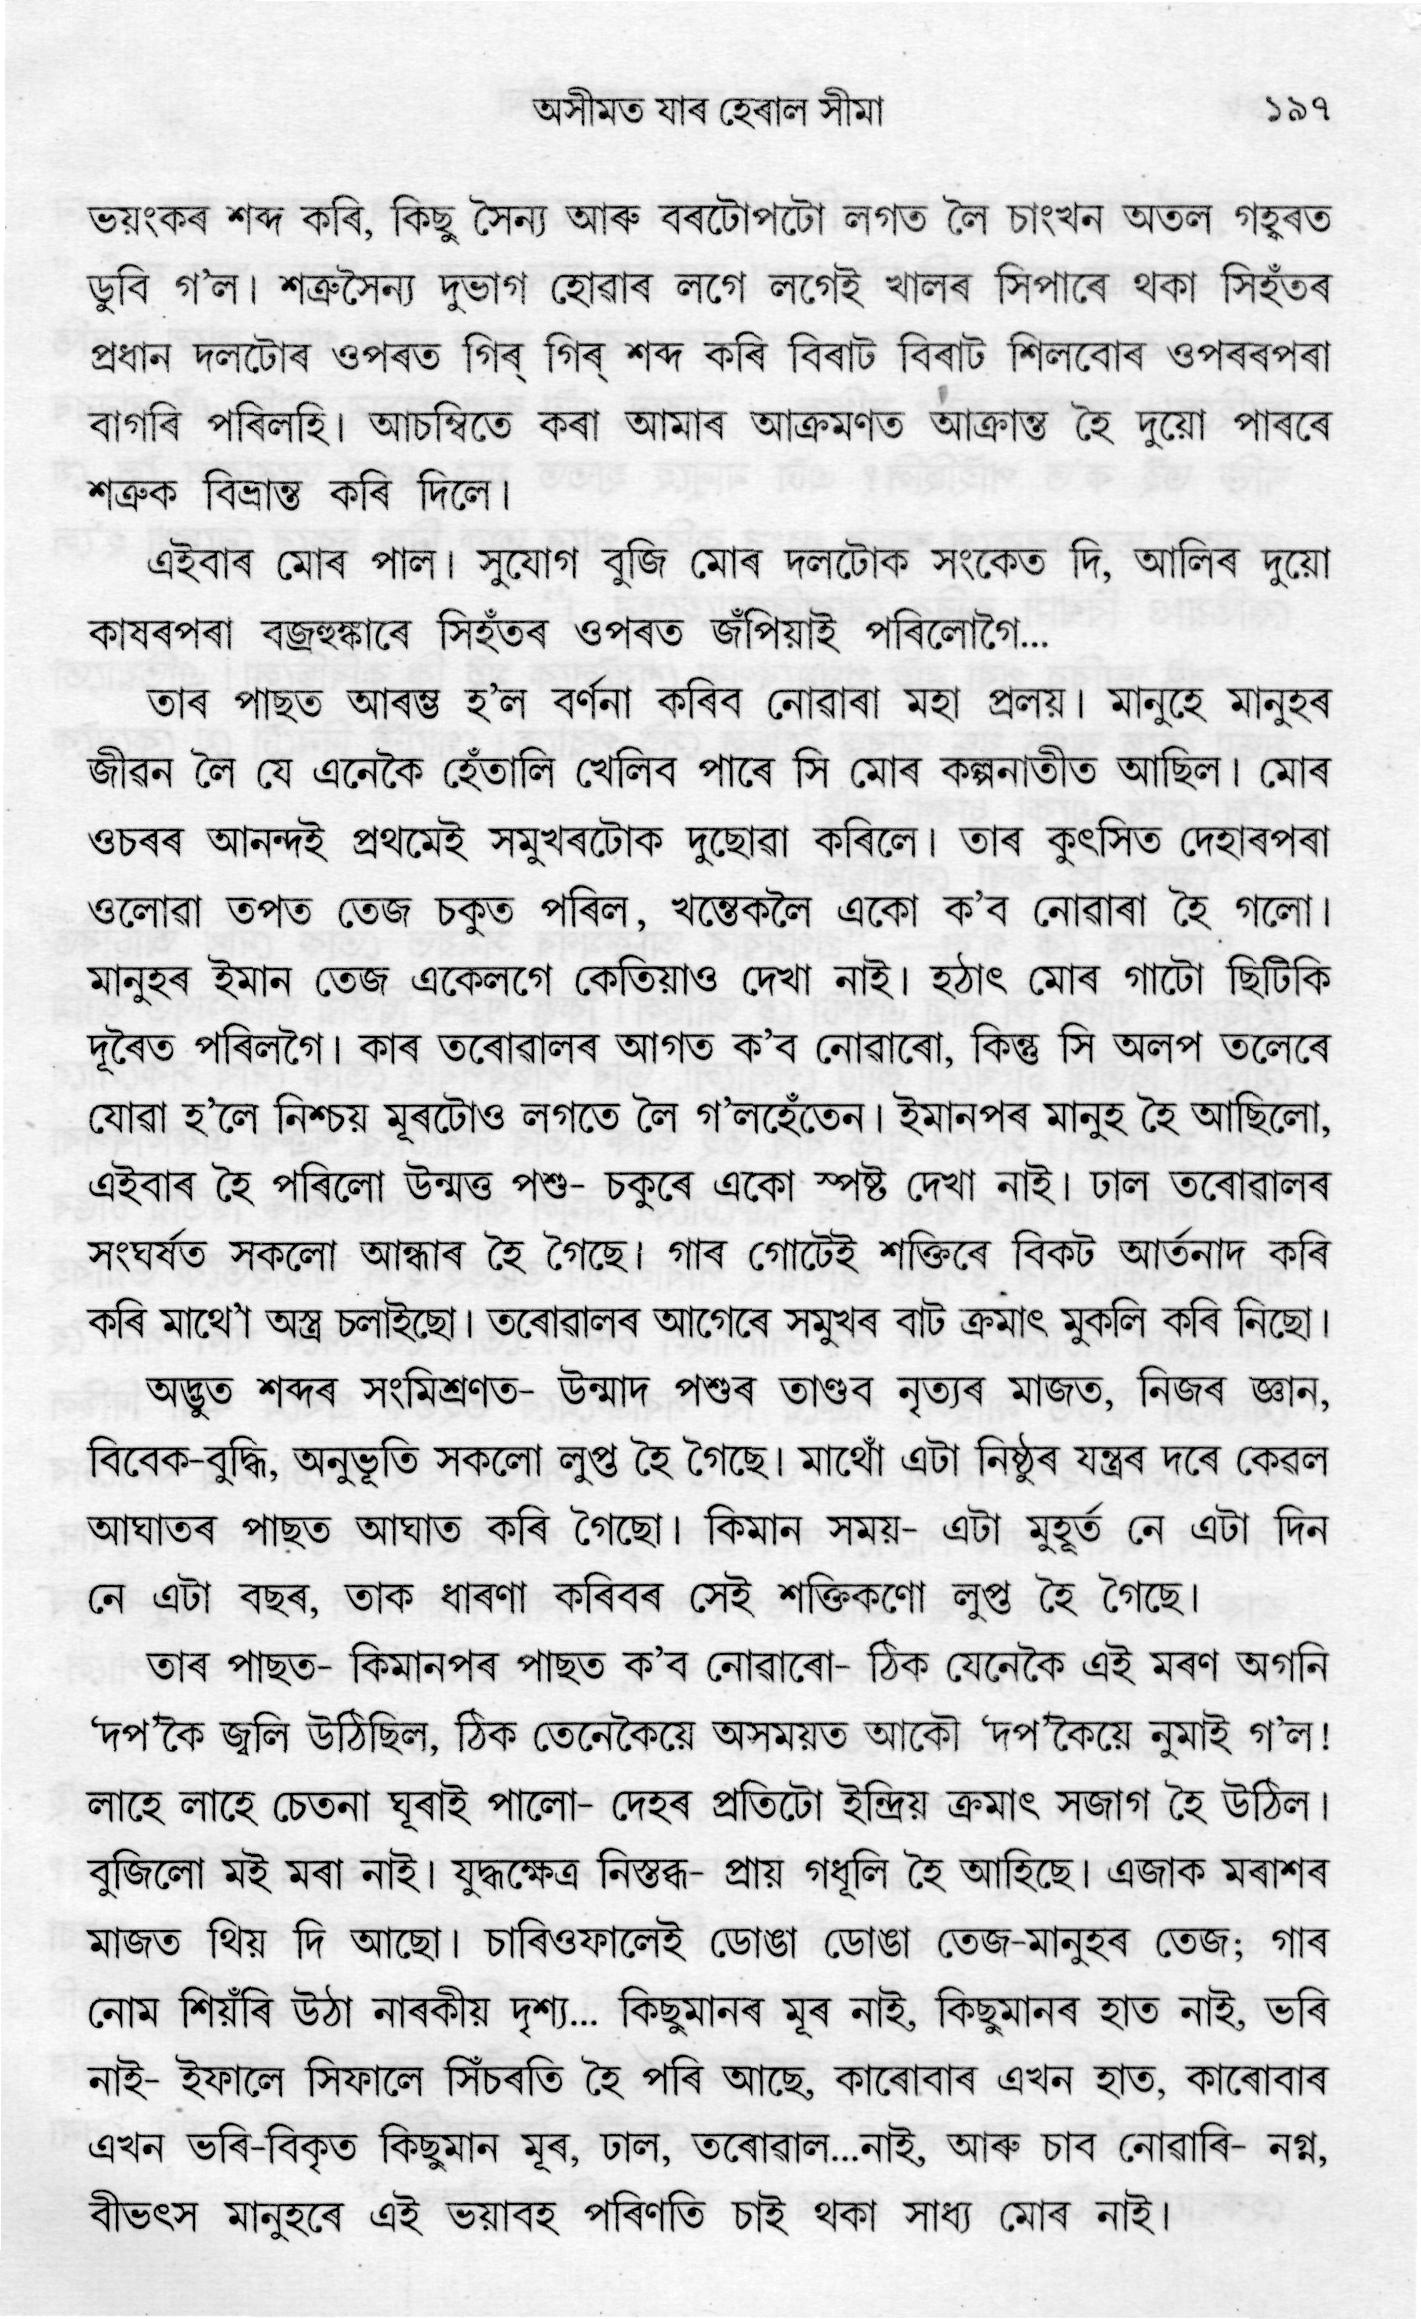 অসীমত যাৰ হেৰাল সীমা ১৯৭
ভয়ংকৰ শব্দ কৰি, কিছু সৈন্য আৰু বৰটোপটো লগত লৈ চাংখন অতল গহ্বৰত
ডুবি গ’ল। শত্ৰুসৈন্য দুভাগ হোৱাৰ লগে লগেই খালৰ সিপাৰে থকা সিহঁতৰ
প্ৰধান দলটোৰ ওপৰত গিৰ্ গিৰ্ শব্দ কৰি বিৰাট বিৰাট শিলবোৰ ওপৰৰপৰা
বাগৰি পৰিলহি। আচম্বিতে কৰা আমাৰ আক্ৰমণত আক্ৰান্ত হৈ দুয়ো পাৰৰে
শত্ৰুক বিভ্ৰান্ত কৰি দিলে।
এইবাৰ মোৰ পাল। সুযোগ বুজি মোৰ দলটোক সংকেত দি, আলিৰ দুয়ো
কাষৰপৰা বজ্ৰহুঙ্কাৰে সিহঁতৰ ওপৰত জঁপিয়াই পৰিলোগৈ...
তাৰ পাছত আৰম্ভ হ’ল বৰ্ণনা কৰিব নোৱাৰা মহা প্ৰলয়। মানুহে মানুহৰ
জীৱন লৈ যে এনেকৈ হেঁতালি খেলিব পাৰে সি মোৰ কল্পনাতীত আছিল। মোৰ
ওচৰৰ আনন্দই প্ৰথমেই সমুখৰটোক দুছোৱা কৰিলে। তাৰ কুৎসিত দেহাৰপৰা
ওলোৱা তপত তেজ চকুত পৰিল, খন্তেকলৈ একো ক’ব নোৱাৰা হৈ গলো।
মানুহৰ ইমান তেজ একেলগে কেতিয়াও দেখা নাই। হঠাৎ মোৰ গাটো ছিটিকি
দূৰৈত পৰিলগৈ। কাৰ তৰোৱালৰ আগত ক’ব নোৱাৰো, কিন্তু সি অলপ তলেৰে
যোৱা হ’লে নিশ্চয় মূৰটোও লগতে লৈ গ’লহেঁতেন। ইমানপৰ মানুহ হৈ আছিলো,
এইবাৰ হৈ পৰিলো উন্মত্ত পশু- চকুৰে একো স্পষ্ট দেখা নাই। ঢাল তৰোৱালৰ
সংঘৰ্ষত সকলো আন্ধাৰ হৈ গৈছে। গাৰ গোটেই শক্তিৰে বিকট আৰ্তনাদ কৰি
কৰি মাথো’ অস্ত্ৰ চলাইছো। তৰোৱালৰ আগেৰে সমুখৰ বাট ক্ৰমাৎ মুকলি কৰি নিছো।
অদ্ভুত শব্দৰ সংমিশ্ৰণত- উন্মাদ পশুৰ তাণ্ডব নৃত্যৰ মাজত, নিজৰ জ্ঞান,
বিবেক-বুদ্ধি, অনুভূতি সকলো লুপ্ত হৈ গৈছে। মাথোঁ এটা নিষ্ঠুৰ যন্ত্ৰৰ দৰে কেৱল
আঘাতৰ পাছত আঘাত কৰি গৈছো। কিমান সময়- এটা মুহূৰ্ত নে এটা দিন
নে এটা বছৰ, তাক ধাৰণা কৰিবৰ সেই শক্তিকণো লুপ্ত হৈ গৈছে।
তাৰ পাছত- কিমানপৰ পাছত ক’ব নোৱাৰো- ঠিক যেনেকৈ এই মৰণ অগনি
‘দপ’কৈ জ্বলি উঠিছিল, ঠিক তেনেকৈয়ে অসময়ত আকৌ ‘দপ’কৈয়ে নুমাই গ’ল!
লাহে লাহে চেতনা ঘূৰাই পালো- দেহৰ প্ৰতিটো ইন্দ্ৰিয় ক্ৰমাৎ সজাগ হৈ উঠিল।
বুজিলো মই মৰা নাই। যুদ্ধক্ষেত্ৰ নিস্তব্ধ- প্ৰায় গধূলি হৈ আহিছে। এজাক মৰাশৰ
মাজত থিয় দি আছো। চাৰিওফালেই ডোঙা ডোঙা তেজ-মানুহৰ তেজ; গাৰ
নোম শিয়ঁৰি উঠা নাৰকীয় দৃশ্য... কিছুমানৰ মূৰ নাই, কিছুমানৰ হাত নাই, ভৰি
নাই- ইফালে সিফালে সিঁচৰতি হৈ পৰি আছে, কাৰোবাৰ এখন হাত, কাৰোবাৰ
এখন ভৰি-বিকৃত কিছুমান মূৰ, ঢাল, তৰোৱাল...নাই, আৰু চাব নোৱাৰি- নগ্ন,
বীভৎস মানুহৰে এই ভয়াবহ পৰিণতি চাই থকা সাধ্য মোৰ নাই।